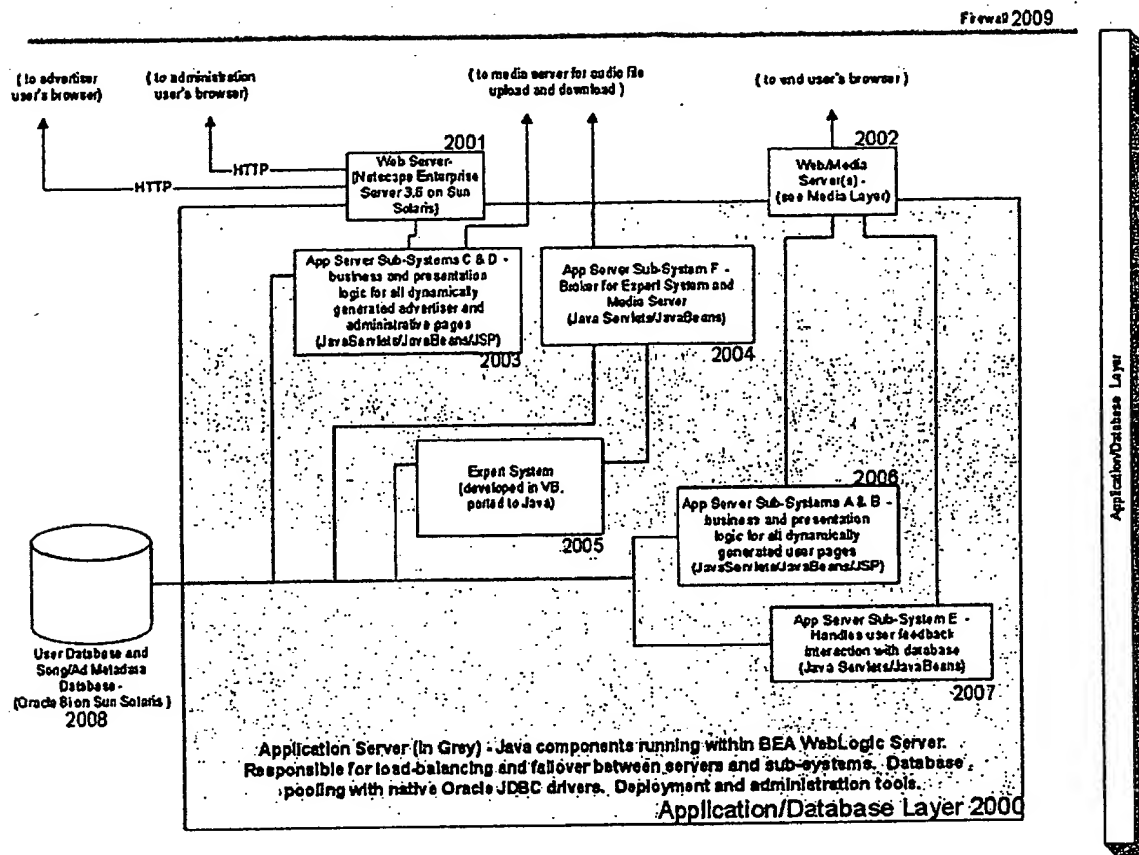 Firewall 2009
( to advertiser
user's browser)
( to administration
user's browser)
( to media server for audio file
upload and download )
( to end user's browser )
2001
Web Server-
(Netscape Enterprise
Server 3.6 on Sun
Solaris)
2002
Web/Media
Server(s) -
(see Media Layer)
HTTP
HTTP
App Server Sub-Systems C & D -
business and presentation
logic for all dynamically
generated advertiser and
administrative pages
(JavaServlets/JavaBeans/JSP)
2003
App Server Sub-System F -
Broker for Expert System and
Media Server
(Java Servlets/JavaBeans)
2004
Application/Database Layer
Expert System
(developed in VB,
ported to Java)
2005
2006
App Server Sub-Systems A & B -
business and presentation
logic for all dynamically
generated user pages
(JavaServlets/JavaBeans/JSP)
App Server Sub-System E -
Handles user feedback
interaction with database
(Java Servlets/JavaBeans)
2007
User Database and
Song/Ad Metadata
Database -
(Oracle 8i on Sun Solaris )
2008
Application Server (in Grey) - Java components running within BEA WebLogic Server.
Responsible for load-balancing and failover between servers and sub-systems. Database
pooling with native Oracle JDBC drivers. Deployment and administration tools.
Application/Database Layer 2000